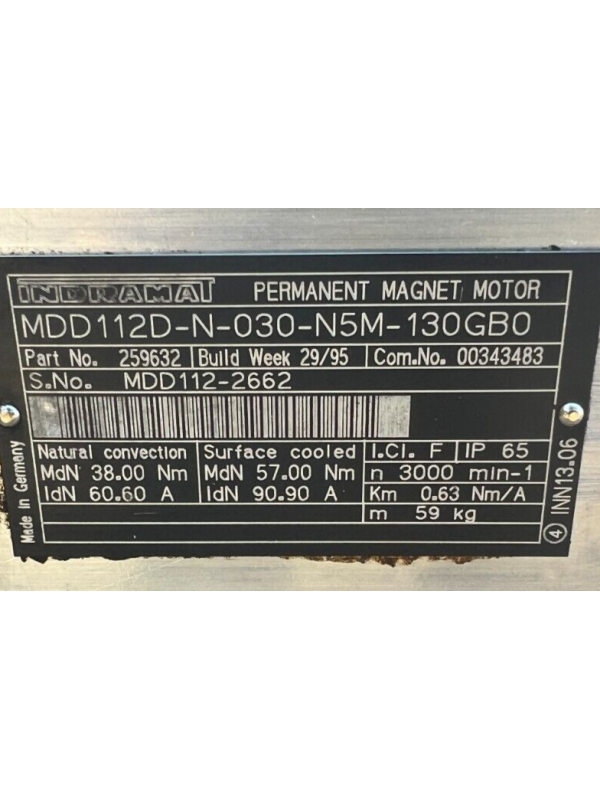 INDRAMAT PERMANENT MAGNET MOTOR
MDD112D-N-030-N5M-130GB0
Part No. 259632 Build Week 29/95 Com.No. 00343483
S.No. MDD112-2662
Natural convection Surface cooled I.Cl. F IP 65
MdN 38.00 Nm MdN 57.00 Nm n 3000 min-1
IdN 60.60 A IdN 90.90 A Km 0.63 Nm/A
m 59 kg
Made in Germany
4 INN13.06